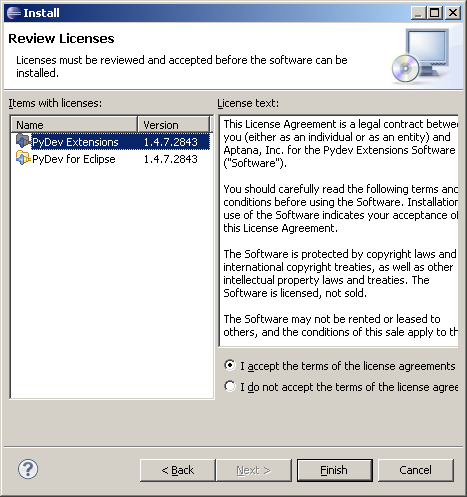 Install
Review Licenses
Licenses must be reviewed and accepted before the software can be
installed.
Items with licenses:
Name Version
PyDev Extensions 1.4.7.2843
PyDev for Eclipse 1.4.7.2843
License text:
This License Agreement is a legal contract betwee
you (either as an individual or as an entity) and
Aptana, Inc. for the Pydev Extensions Software
("Software").
You should carefully read the following terms and
conditions before using the Software. Installation
use of the Software indicates your acceptance of
this License Agreement.
The Software is protected by copyright laws and
international copyright treaties, as well as other
intellectual property laws and treaties. The
Software is licensed, not sold.
The Software may not be rented or leased to
others, and the conditions of this sale apply to th
I accept the terms of the license agreements
I do not accept the terms of the license agree
?
< Back Next > Finish Cancel